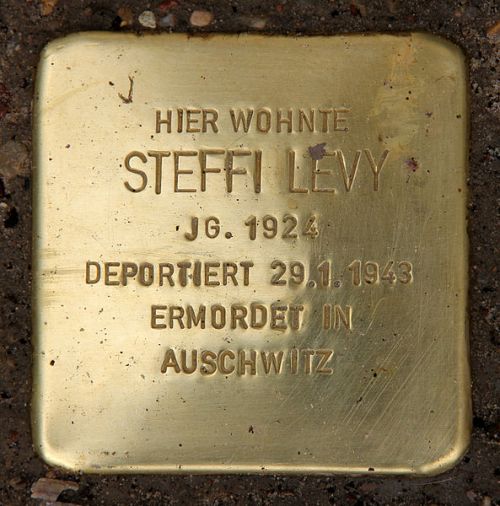 HIER WOHNTE
STEFFI LEVY
JG. 1924
DEPORTIERT 29.1.1943
ERMORDET IN
AUSCHWITZ